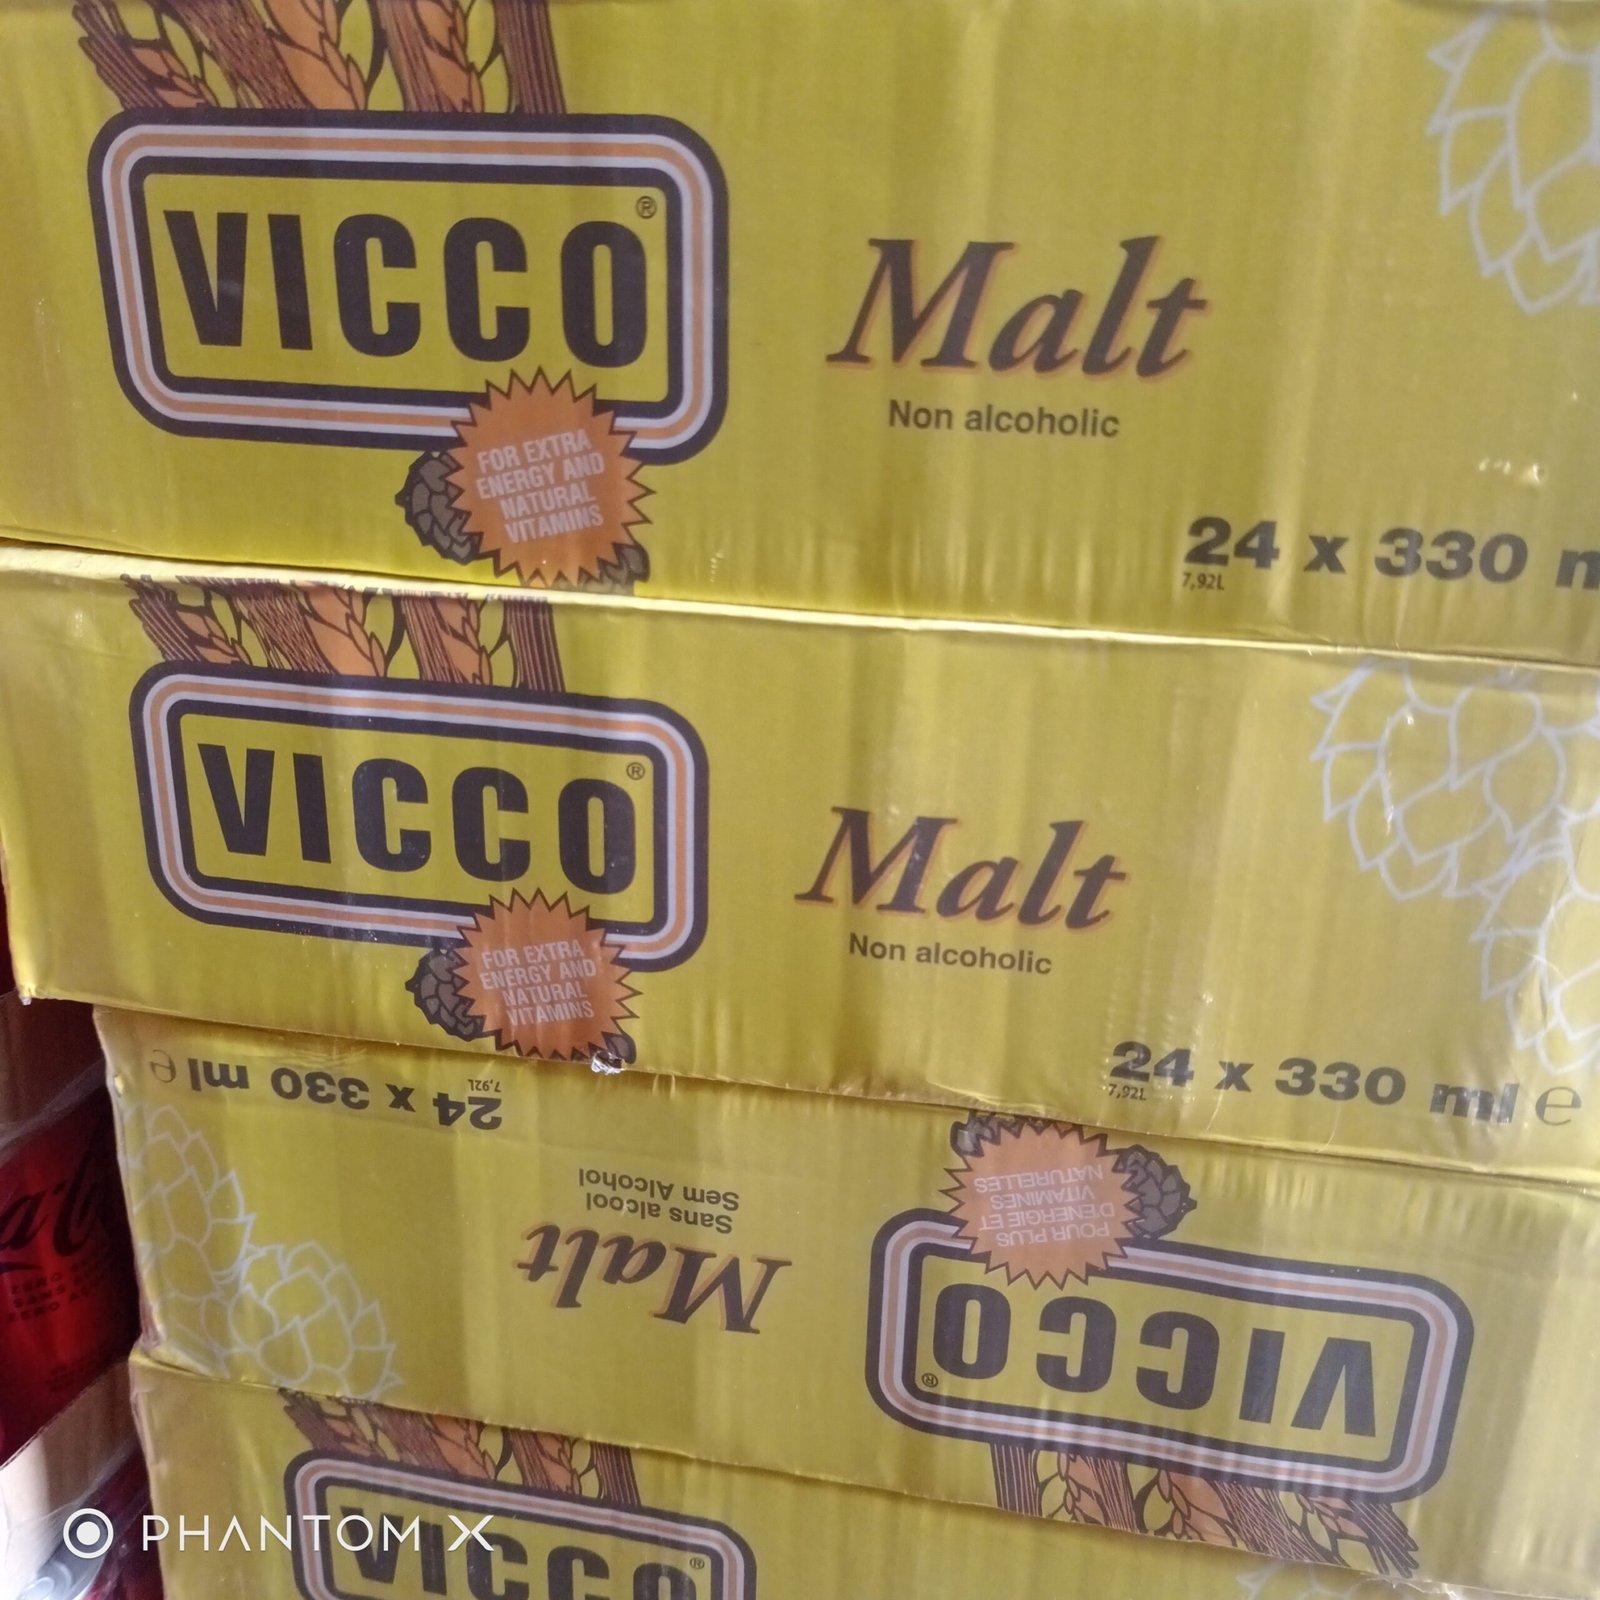 VICCO®
Malt
Non alcoholic
FOR EXTRA
ENERGY AND
NATURAL
VITAMINS
24 x 330
7,92L
VICCO®
Malt
Non alcoholic
FOR EXTRA
ENERGY AND
NATURAL
VITAMINS
24 x 330 ml e
7,92L
24 x 330 ml e
7,92L
POUR PLUS
D'ENERGIE ET
VITAMINES
NATURELLES
Sem Alcohol
Sans alcool
Malt
VICCO®
VICCO®
PHANTOM X